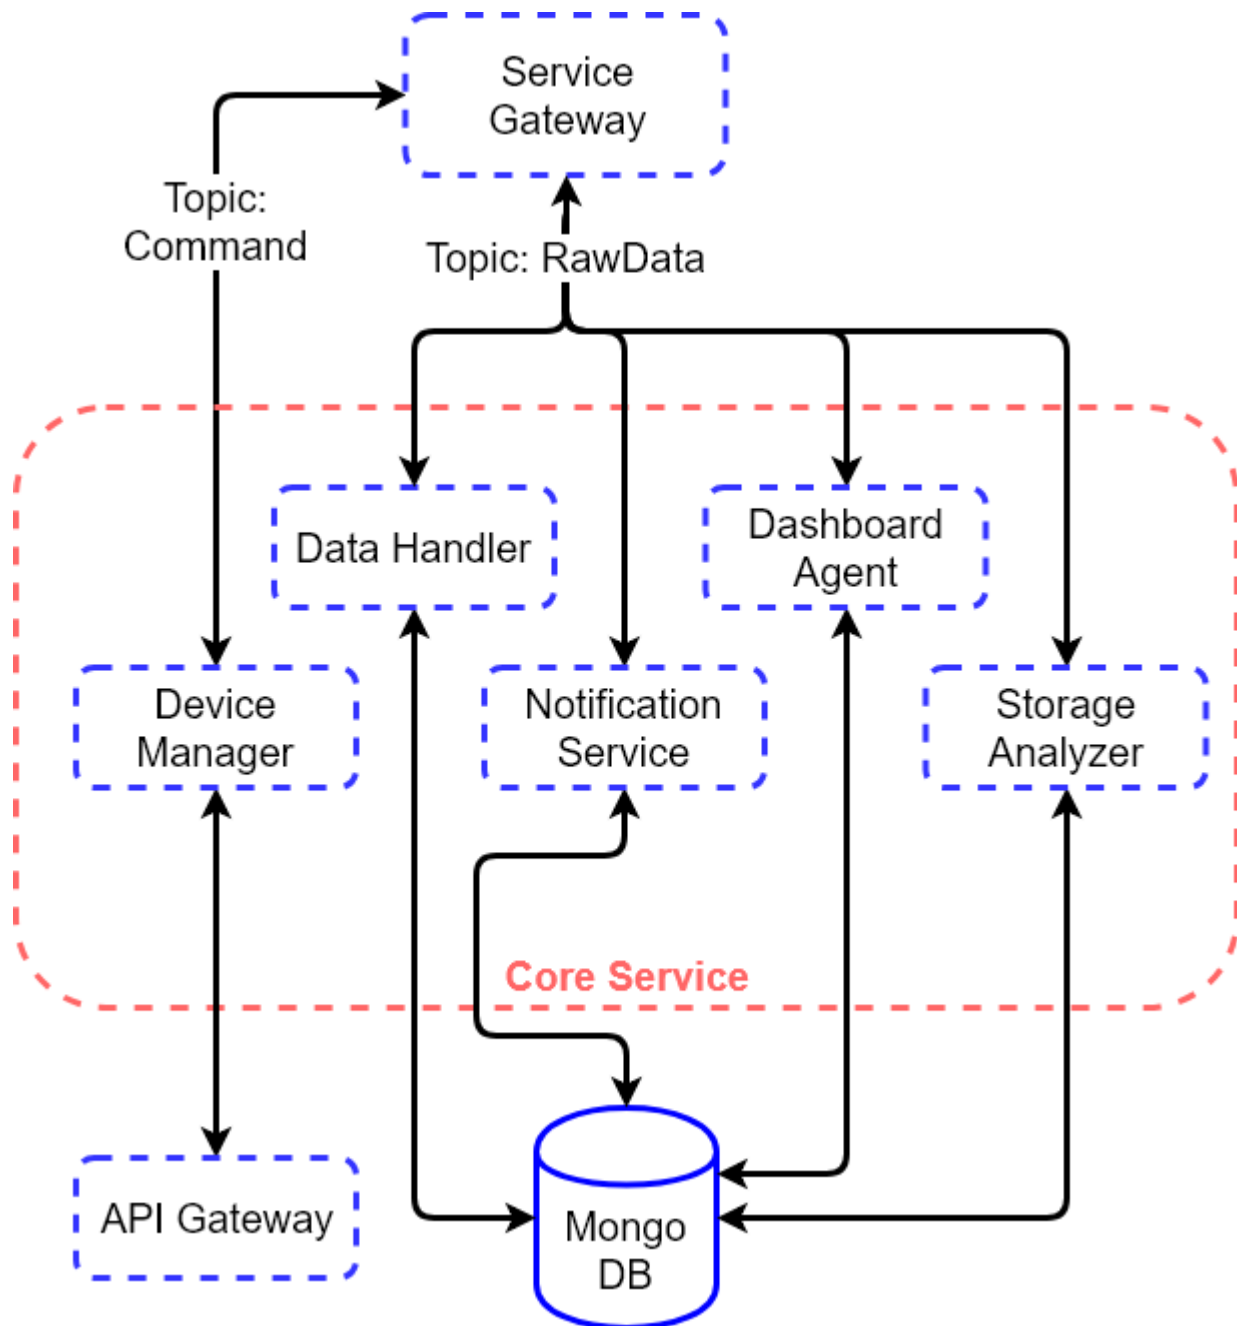 Service
Gateway
Topic:
Command
Topic: RawData
Data Handler
Dashboard
Agent
Device
Manager
Notification
Service
Storage
Analyzer
Core Service
API Gateway
Mongo
DB